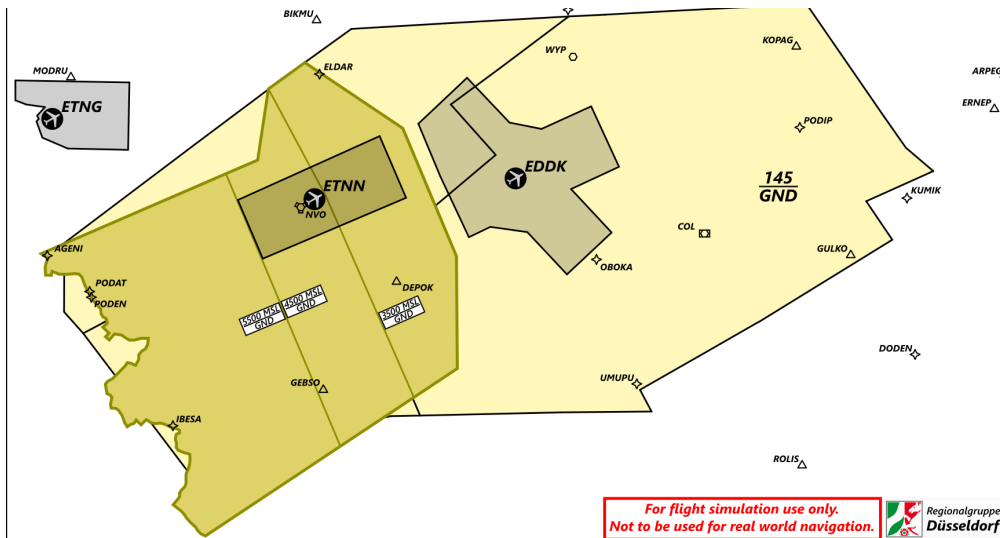 BIKMU
WYP
KOPAG
MODRU
ELDAR
ARPEG
ETNG
ERNEP
PODIP
EDDK
ETNN
145
GND
KUMIK
NVO
COL
AGENI
GULKO
OBOKA
PODAT
DEPOK
PODEN
5500 MSL
GND
4500 MSL
GND
3500 MSL
GND
DODEN
GEBSO
UMUPU
IBESA
ROLIS
For flight simulation use only.
Not to be used for real world navigation.
Regionalgruppe
Düsseldorf